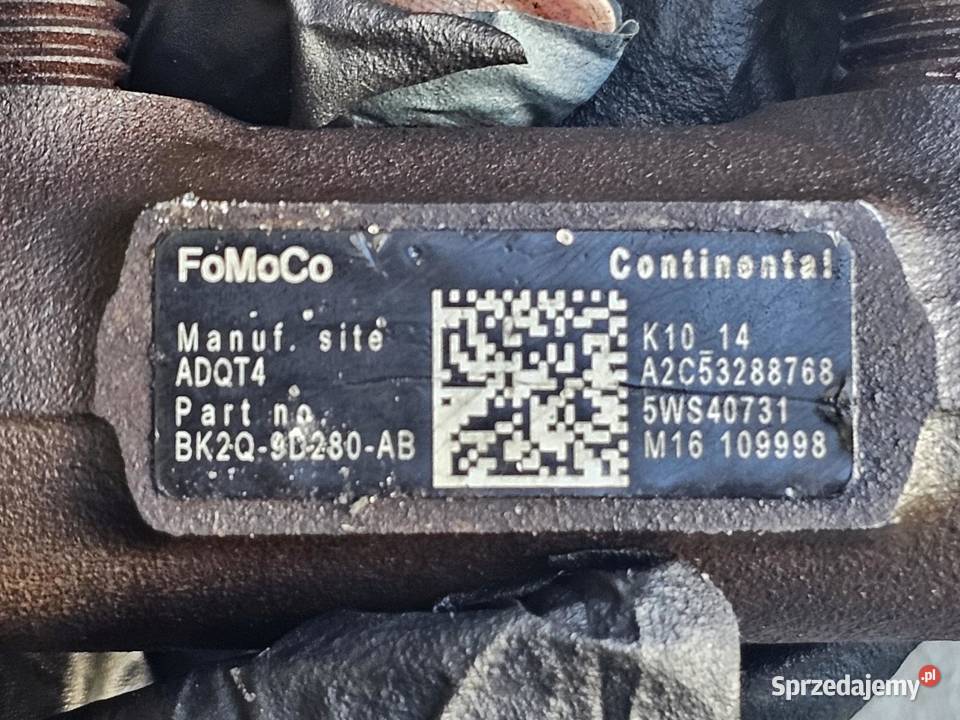 FoMoCo
Continental
Manuf. site
ADQT4
Part no.
BK2Q-9D280-AB
K10_14
A2C53288768
5WS40731
M16 109998
Sprzedajemy.pl